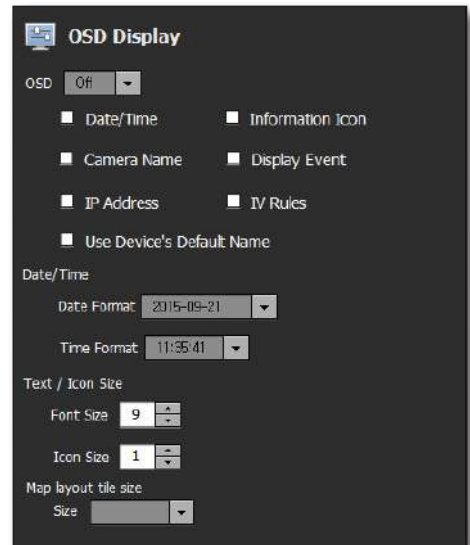 OSD Display
OSD Off
Date/Time Information Icon
Camera Name Display Event
IP Address IV Rules
Use Device's Default Name
Date/Time
Date Format 2015-09-21
Time Format 11:35:41
Text / Icon Size
Font Size 9
Icon Size 1
Map layout tile size
Size